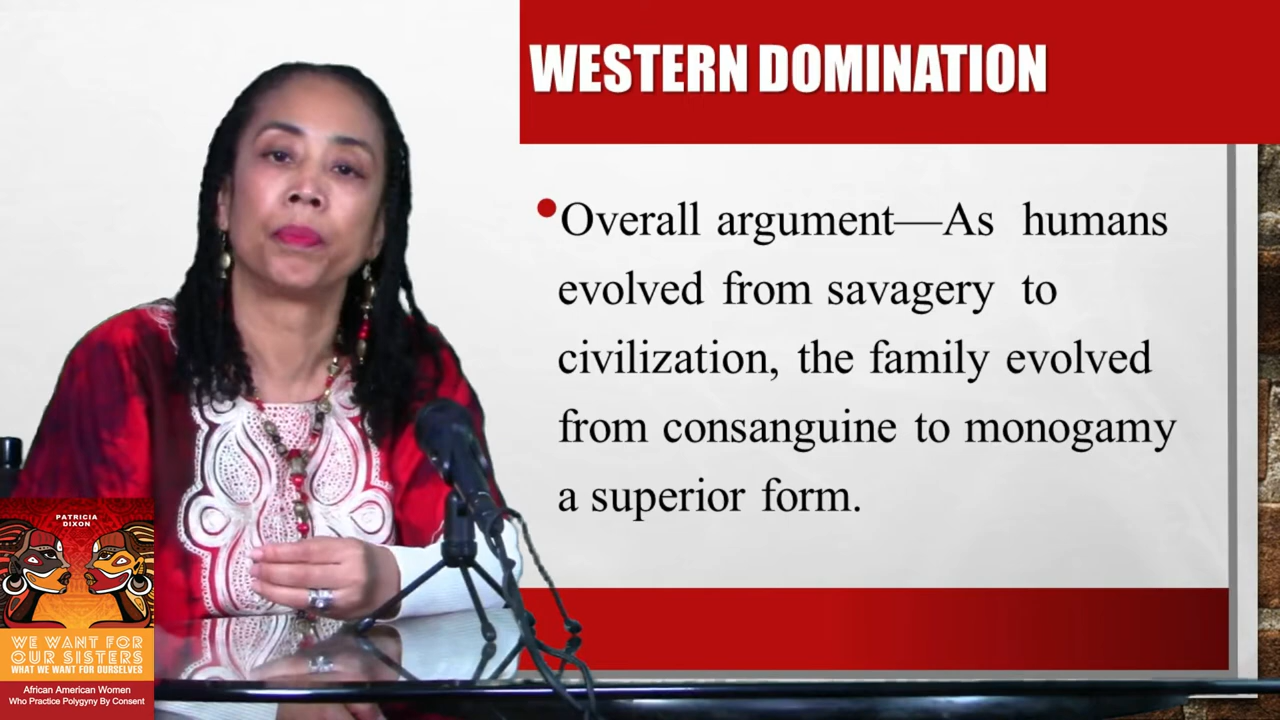 WESTERN DOMINATION
•Overall argument—As humans
evolved from savagery to
civilization, the family evolved
from consanguine to monogamy
a superior form.
PATRICIA
DIXON
WE WANT FOR
OUR SISTERS
WHAT WE WANT FOR OURSELVES
African American Women
Who Practice Polygyny By Consent